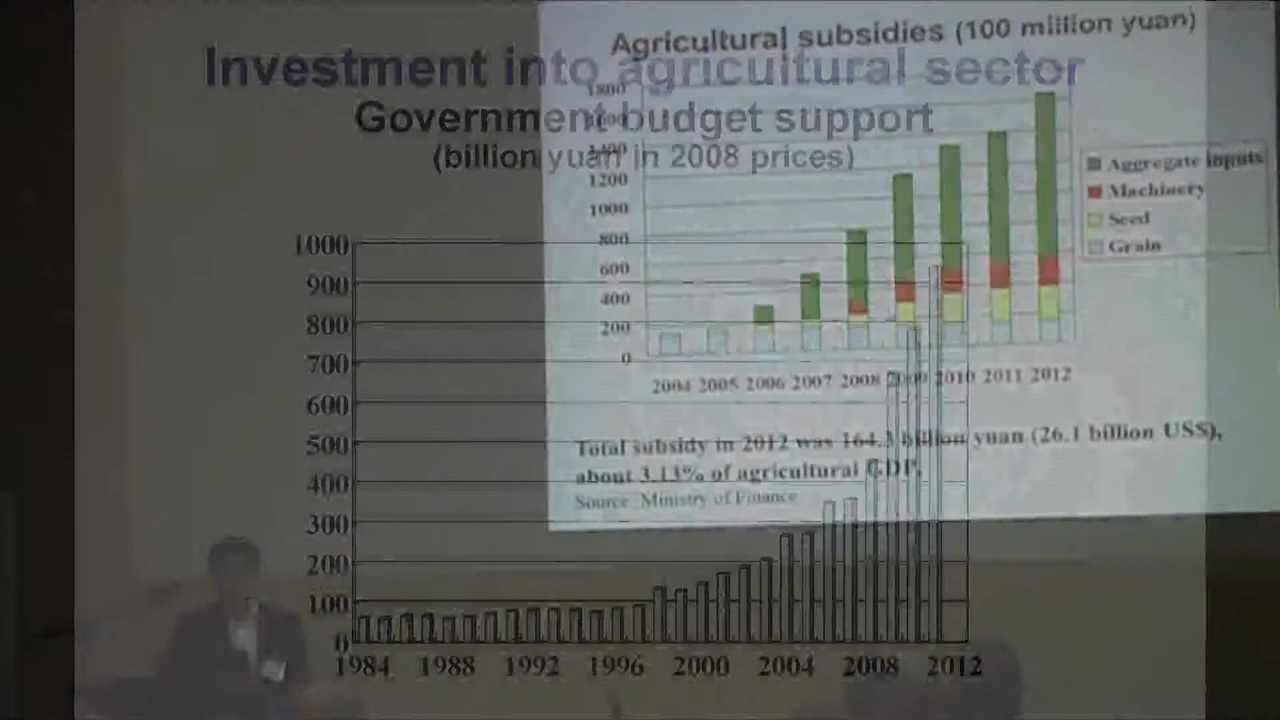 Agricultural subsidies (100 million yuan)
Investment into agricultural sector
Government budget support
(billion yuan in 2008 prices)
1800
1600
1400
1200
1000
800
600
400
200
0
Aggregate inputs
Machinery
Seed
Grain
2004 2005 2006 2007 2008 2009 2010 2011 2012
Total subsidy in 2012 was 164.3 billion yuan (26.1 billion US$),
about 3.13% of agricultural GDP.
Source: Ministry of Finance
1000
900
800
700
600
500
400
300
200
100
0
1984 1988 1992 1996 2000 2004 2008 2012